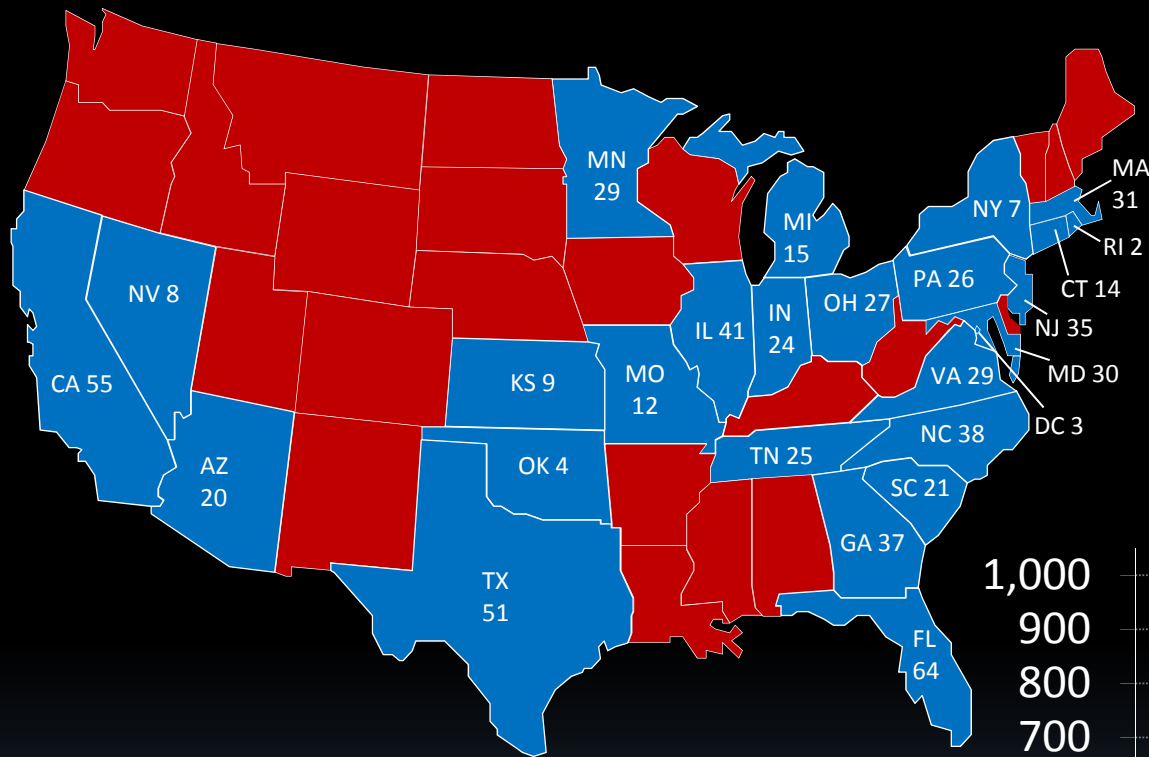 MN
29
MA
31
NY 7
MI
15
RI 2
NV 8
PA 26
OH 27
CT 14
IN
24
IL 41
NJ 35
CA 55
KS 9
MO
12
VA 29
MD 30
DC 3
NC 38
TN 25
AZ
20
OK 4
SC 21
GA 37
TX
51
1,000
900
FL
64
800
700